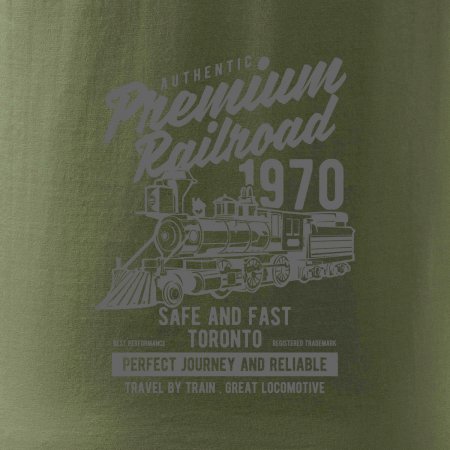 AUTHENTIC
Premium
Railroad
1970
SAFE AND FAST
TORONTO
BEST PERFORMANCE
REGISTERED TRADEMARK
PERFECT JOURNEY AND RELIABLE
TRAVEL BY TRAIN . GREAT LOCOMOTIVE